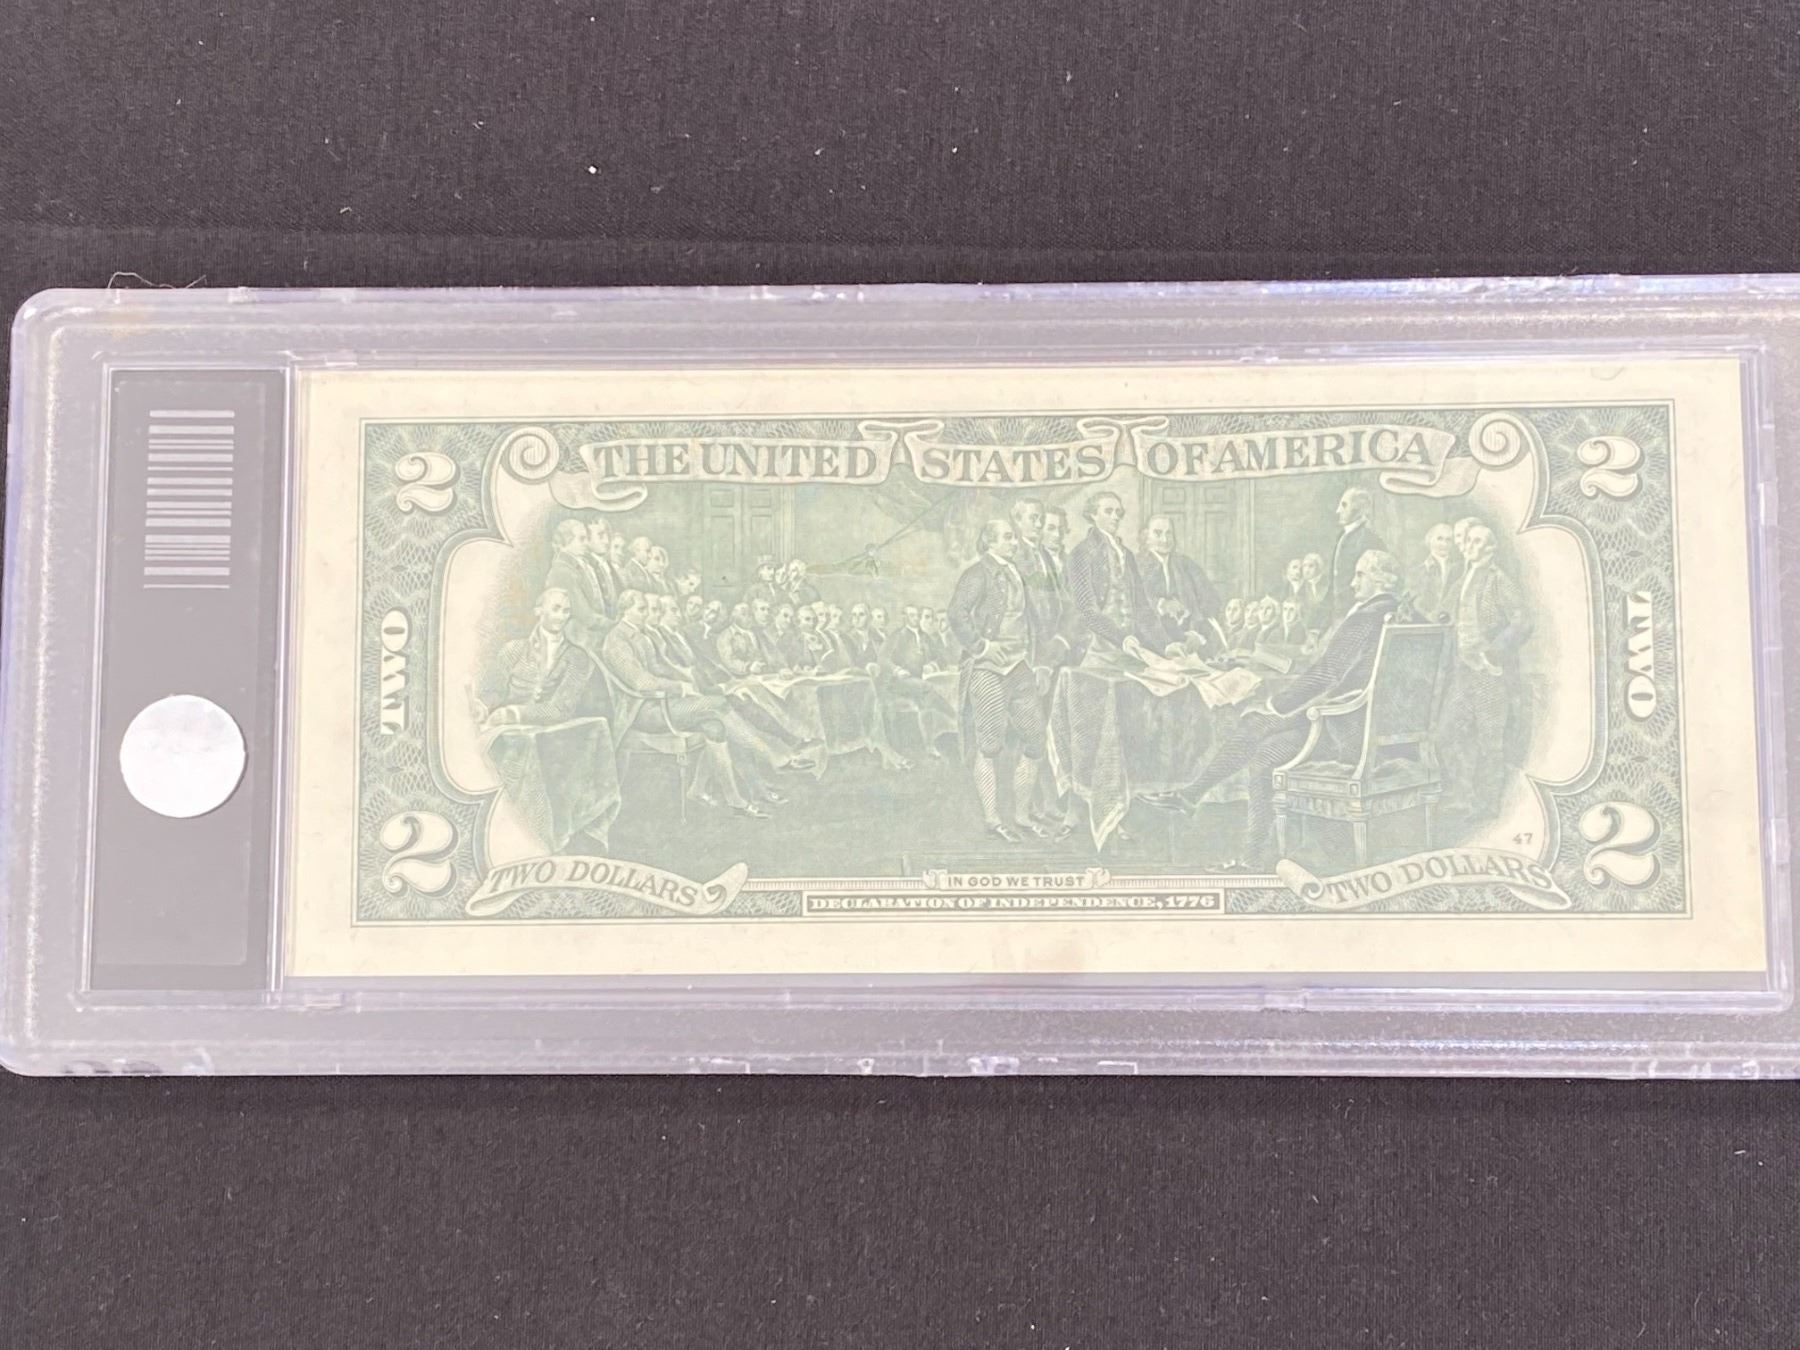 THE UNITED STATES OF AMERICA
2 2
TWO TWO
47
2 2
TWO DOLLARS IN GOD WE TRUST TWO DOLLARS
DECLARATION OF INDEPENDENCE, 1776